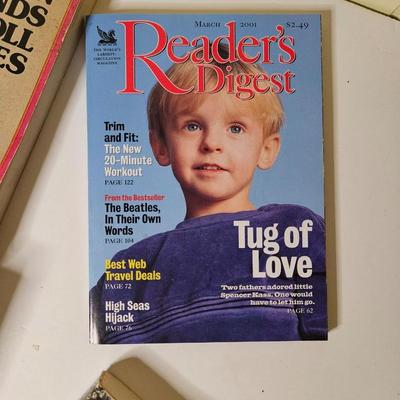 NDS
OLL
ES
MARCH 2001 $2.49
THE WORLD'S
LARGEST-
CIRCULATION
MAGAZINE
Reader's
Digest
Trim
and Fit:
The New
20-Minute
Workout
PAGE 122
From the Bestseller
The Beatles,
In Their Own
Words
PAGE 104
Best Web
Travel Deals
PAGE 72
High Seas
Hijack
PAGE 76
Tug of
Love
Two fathers adored little
Spencer Kass. One would
have to let him go.
PAGE 62